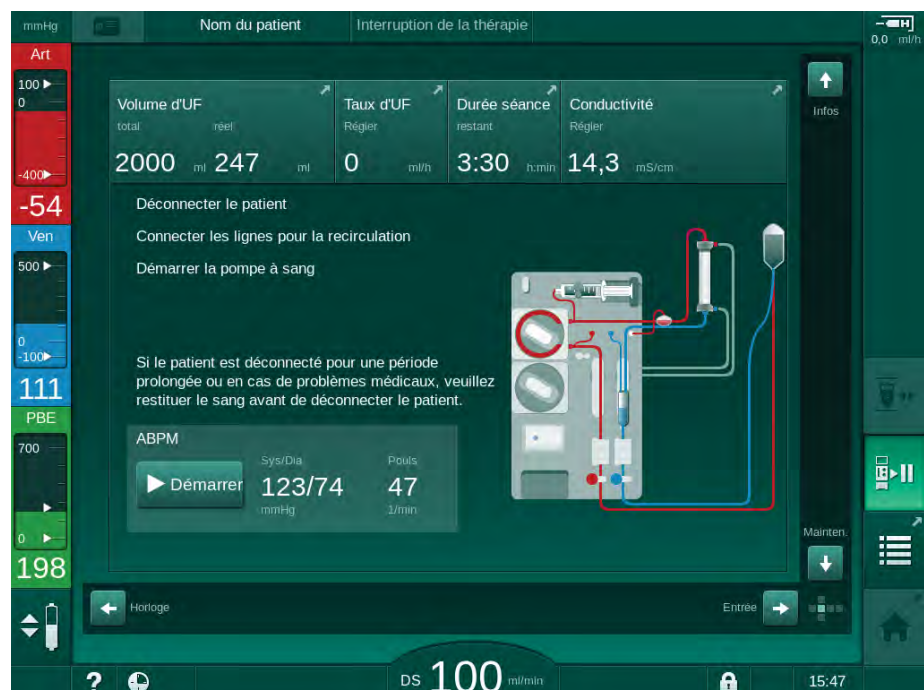 mmHg
Nom du patient
Interruption de la thérapie
0,0 ml/h
Art
100
0
-400
-54
Ven
500
0
-100
111
PBE
700
0
198
Volume d'UF
total
réel
2000 ml 247 ml
Taux d'UF
Régler
0 ml/h
Durée séance
restant
3:30 h:min
Conductivité
Régler
14,3 mS/cm
Infos
Déconnecter le patient
Connecter les lignes pour la recirculation
Démarrer la pompe à sang
Si le patient est déconnecté pour une période
prolongée ou en cas de problèmes médicaux, veuillez
restituer le sang avant de déconnecter le patient.
ABPM
Démarrer
Sys/Dia
123/74
mmHg
Pouls
47
1/min
Mainten.
Horloge
Entrée
?
DS 100 ml/min
15:47